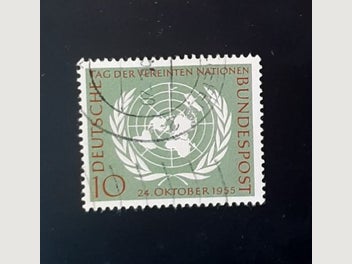 TAG DER VEREINTEN NATIONEN
DEUTSCHE
BUNDESPOST
10
24. OKTOBER 1955